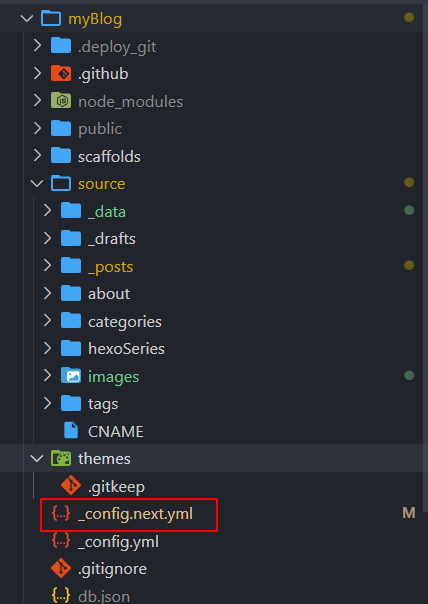 myBlog
.deploy_git
.github
node_modules
public
scaffolds
source
_data
_drafts
_posts
about
categories
hexoSeries
images
tags
CNAME
themes
.gitkeep
{...} _config.next.yml M
{...} _config.yml
.gitignore
{...} db.json